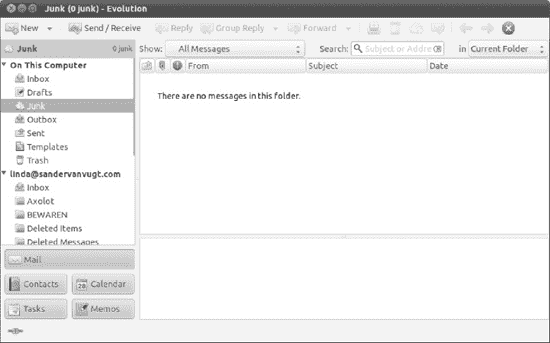 Junk (0 junk) - Evolution
New Send / Receive Reply Group Reply Forward
Junk 0 junk Show: All Messages Search: Subject or Addre in Current Folder
From Subject Date
On This Computer
Inbox
Drafts
Junk
Outbox
Sent
Templates
Trash
linda@sandervanvugt.com
Inbox
Axolot
BEWAREN
Deleted Items
Deleted Messages
There are no messages in this folder.
Mail
Contacts Calendar
Tasks Memos